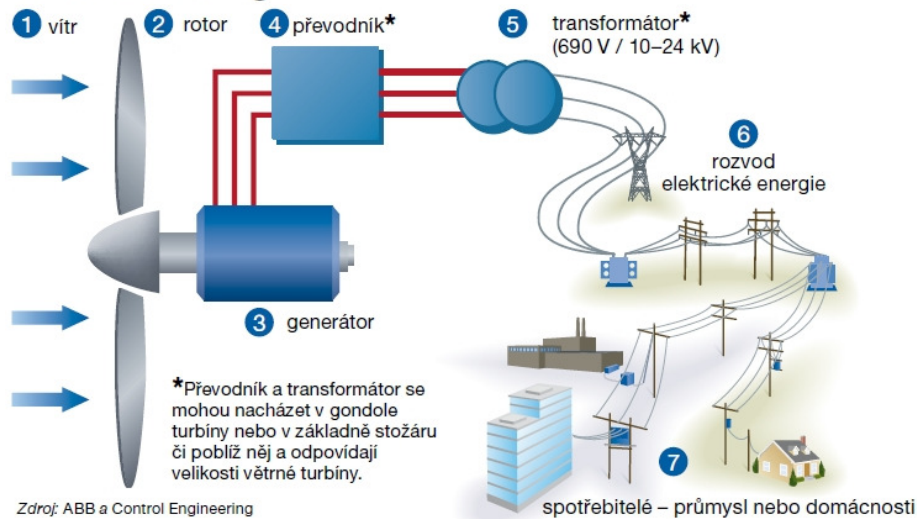 1 vítr
2 rotor
4 převodník*
5 transformátor*
(690 V / 10–24 kV)
6
rozvod
elektrické energie
3 generátor
*Převodník a transformátor se
mohou nacházet v gondole
turbíny nebo v základně stožáru
či poblíž něj a odpovídají
velikosti větrné turbíny.
7
spotřebitelé – průmysl nebo domácnosti
Zdroj: ABB a Control Engineering